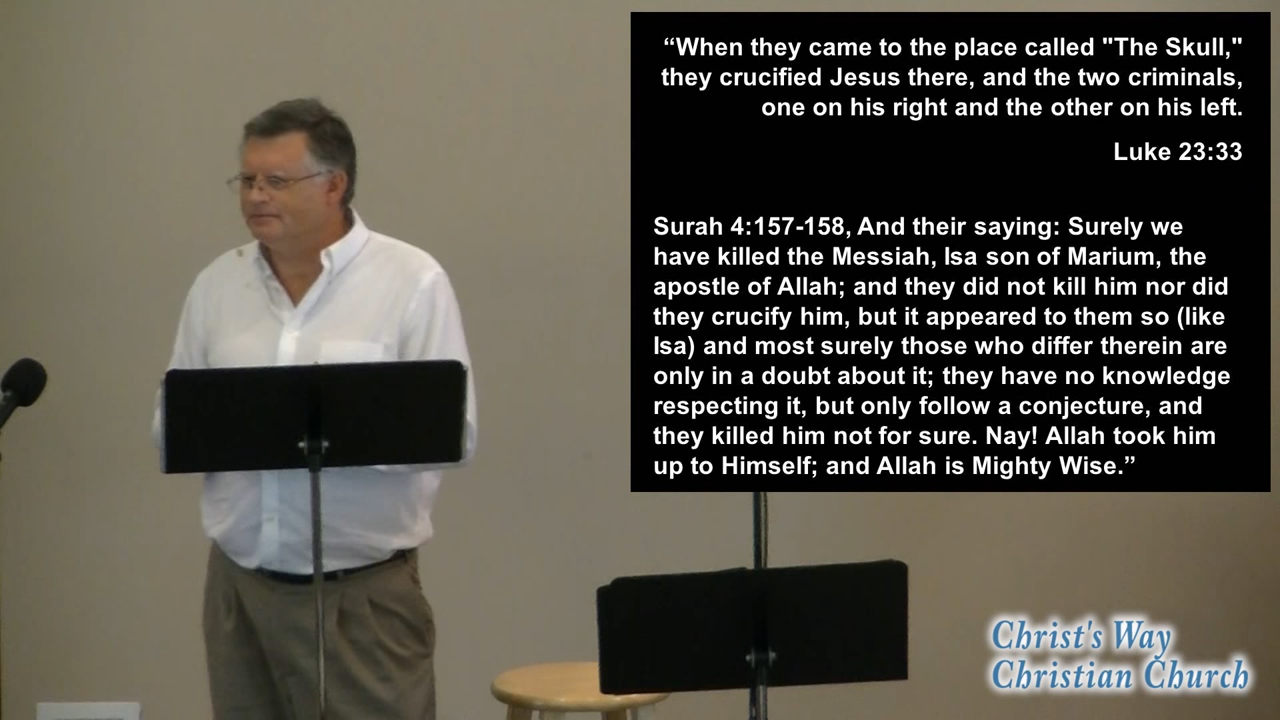 “When they came to the place called "The Skull,"
they crucified Jesus there, and the two criminals,
one on his right and the other on his left.
Luke 23:33
Surah 4:157-158, And their saying: Surely we
have killed the Messiah, Isa son of Marium, the
apostle of Allah; and they did not kill him nor did
they crucify him, but it appeared to them so (like
Isa) and most surely those who differ therein are
only in a doubt about it; they have no knowledge
respecting it, but only follow a conjecture, and
they killed him not for sure. Nay! Allah took him
up to Himself; and Allah is Mighty Wise.”
Christ's Way
Christian Church